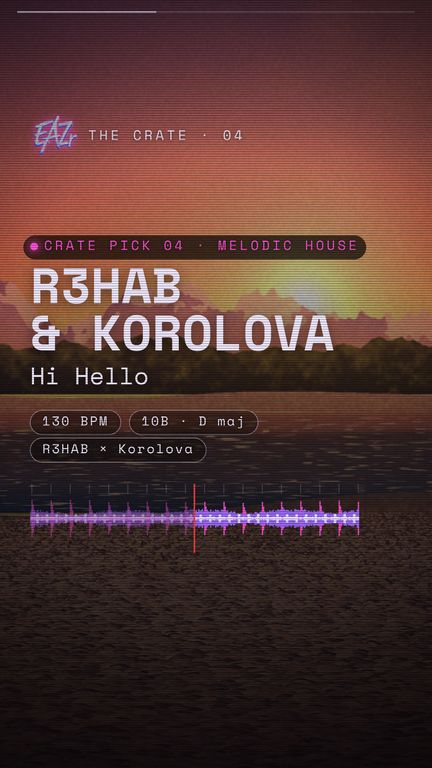 EAZr THE CRATE · 04
CRATE PICK 04 · MELODIC HOUSE
R3HAB
& KOROLOVA
Hi Hello
130 BPM 10B · D maj
R3HAB × Korolova